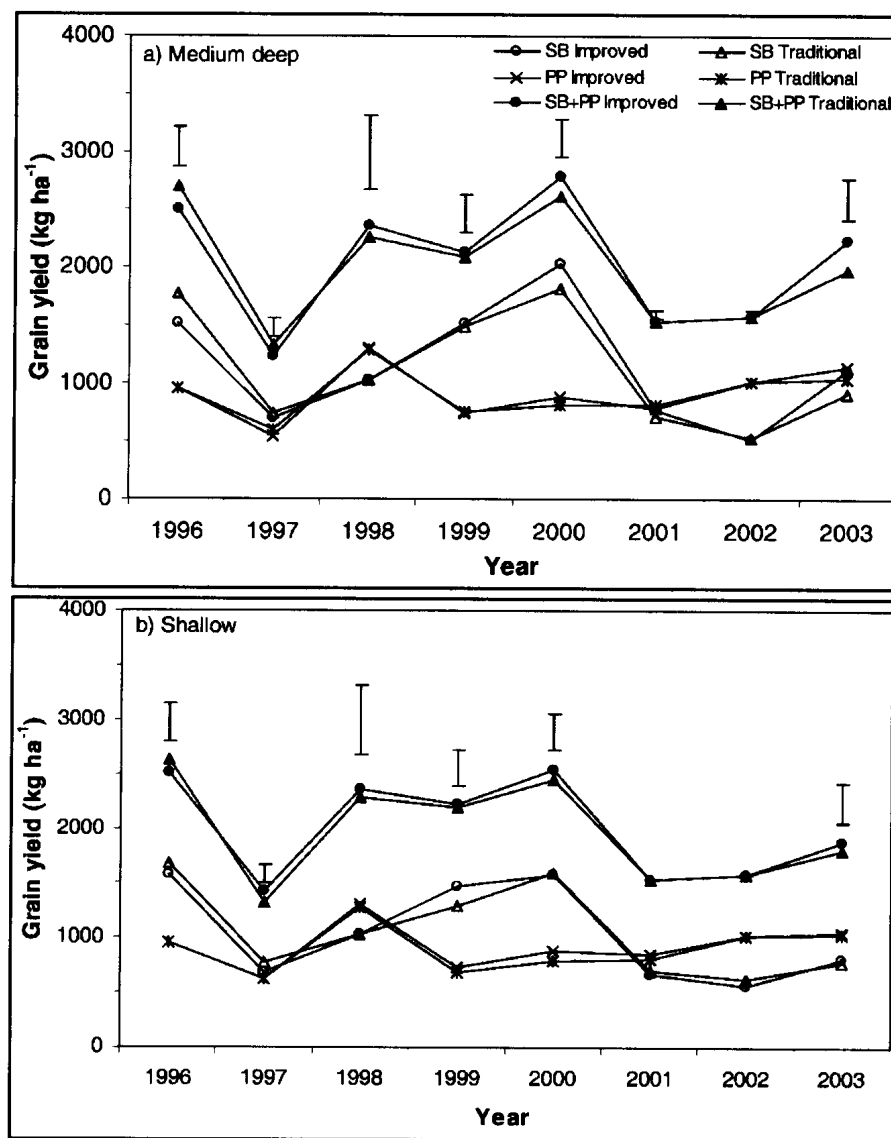 4000
a) Medium deep
SB Improved
SB Traditional
PP Improved
PP Traditional
SB+PP Improved
SB+PP Traditional
3000
2000
1000
0
Grain yield (kg ha⁻¹)
1996 1997 1998 1999 2000 2001 2002 2003
Year
4000
b) Shallow
3000
2000
1000
0
Grain yield (kg ha⁻¹)
1996 1997 1998 1999 2000 2001 2002 2003
Year